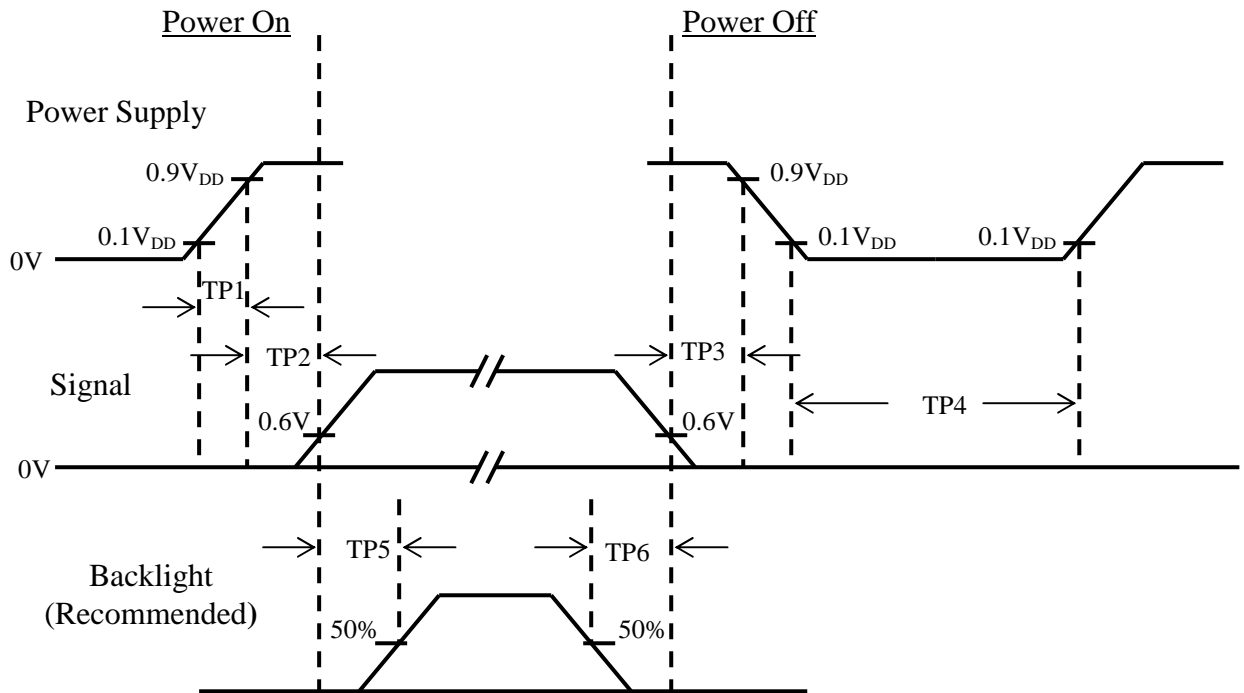 Power On
Power Off
Power Supply
0.9VDD
0.9VDD
0.1VDD
0.1VDD
0.1VDD
0V
TP1
TP2
TP3
Signal
TP4
0.6V
0.6V
0V
TP5
TP6
Backlight
(Recommended)
50%
50%